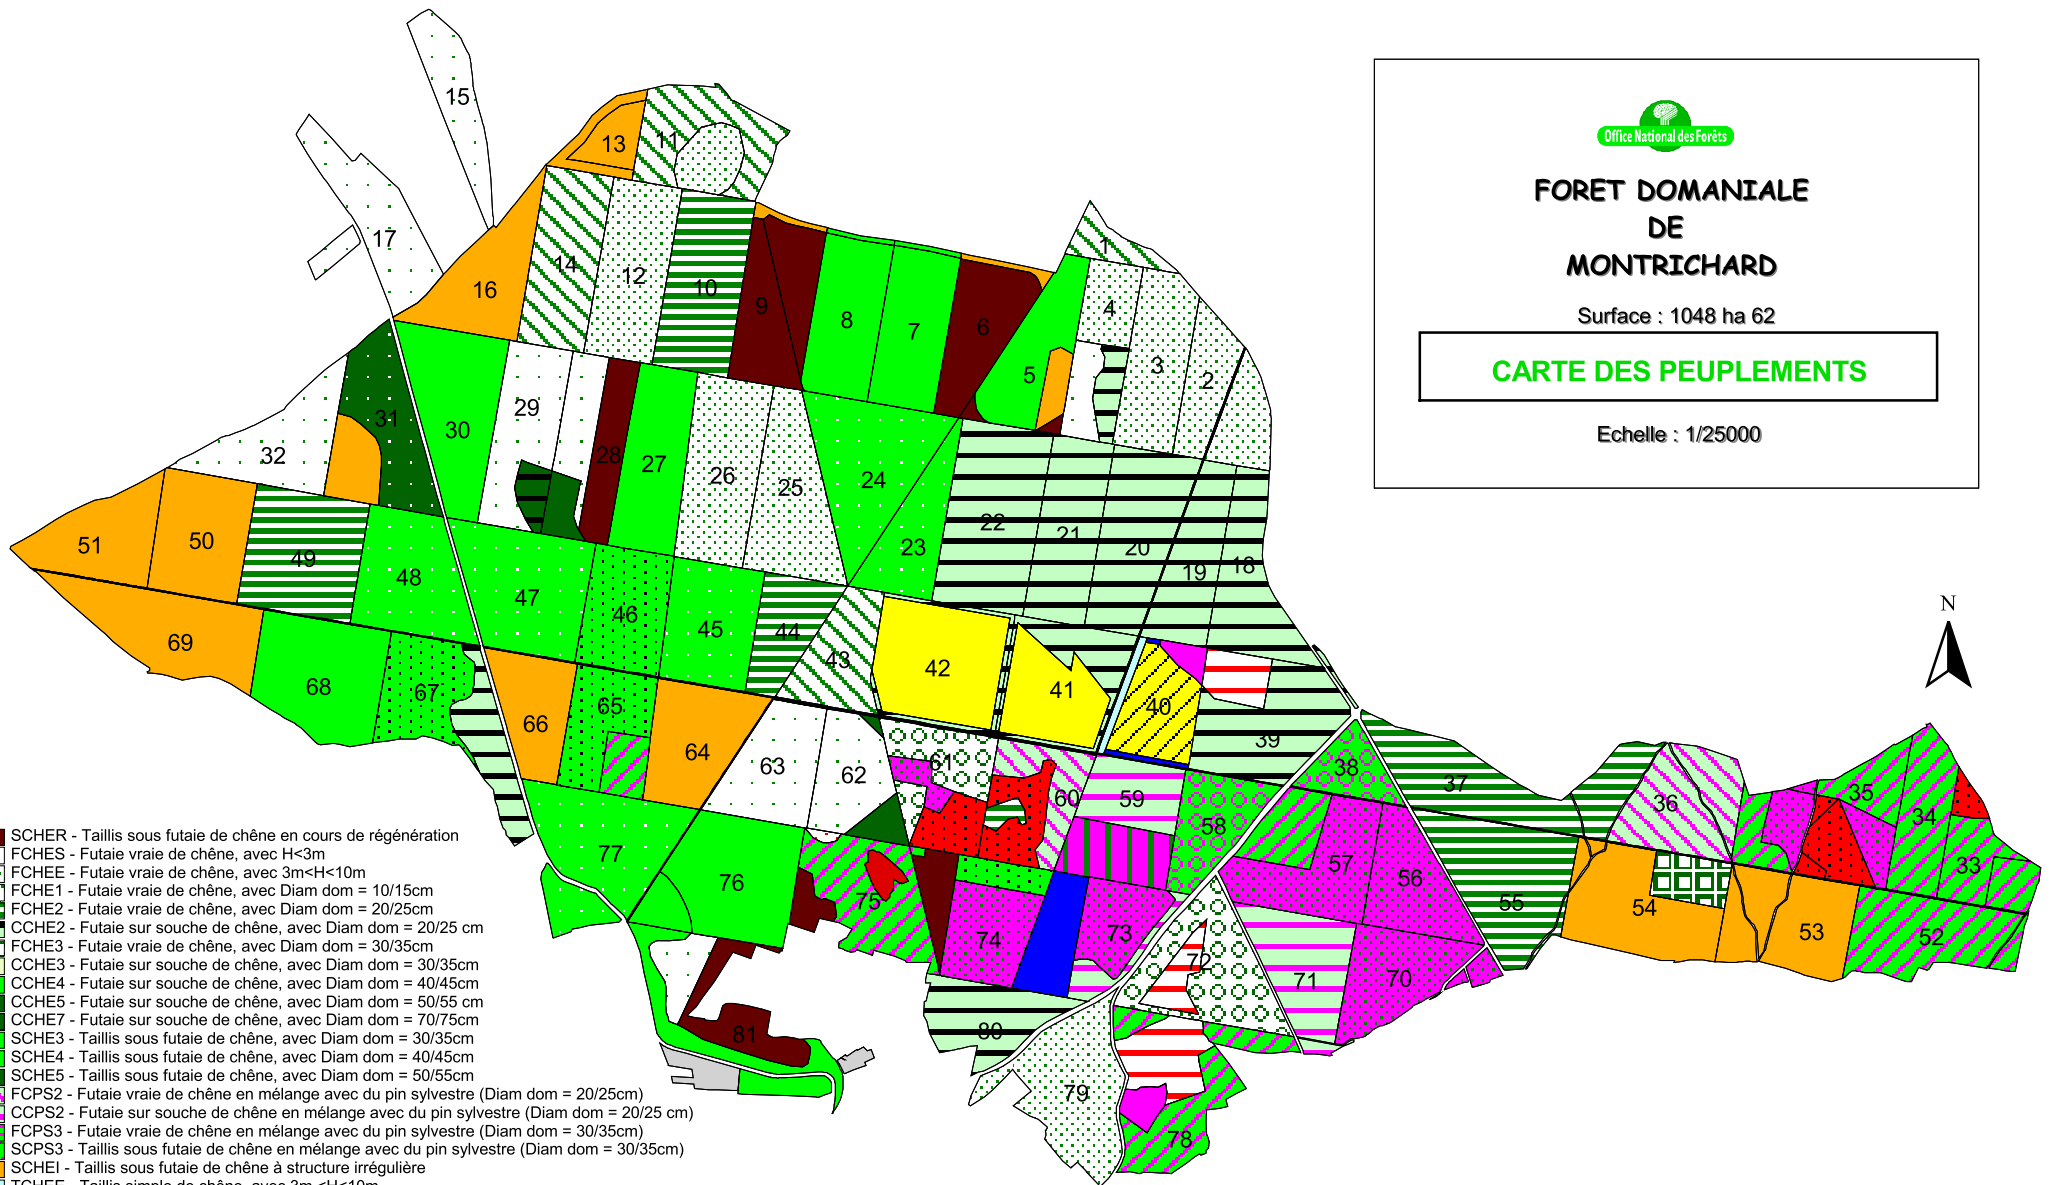 Office National des Forêts
FORET DOMANIALE
DE
MONTRICHARD
Surface : 1048 ha 62
CARTE DES PEUPLEMENTS
Echelle : 1/25000
N
15
13
11
17
1
14
12
16
10
9
8
7
6
4
5
3
2
29
31
30
32
28
27
26
25
24
22
21
20
19
18
23
51
50
49
48
47
46
45
44
43
42
41
40
39
69
68
67
66
65
64
63
62
61
60
59
58
38
37
36
35
34
33
57
56
55
54
53
52
77
76
75
74
73
72
71
70
81
80
79
78
SCHER - Taillis sous futaie de chêne en cours de régénération
FCHES - Futaie vraie de chêne, avec H<3m
FCHEE - Futaie vraie de chêne, avec 3m<H<10m
FCHE1 - Futaie vraie de chêne, avec Diam dom = 10/15cm
FCHE2 - Futaie vraie de chêne, avec Diam dom = 20/25cm
CCHE2 - Futaie sur souche de chêne, avec Diam dom = 20/25 cm
FCHE3 - Futaie vraie de chêne, avec Diam dom = 30/35cm
CCHE3 - Futaie sur souche de chêne, avec Diam dom = 30/35cm
CCHE4 - Futaie sur souche de chêne, avec Diam dom = 40/45cm
CCHE5 - Futaie sur souche de chêne, avec Diam dom = 50/55 cm
CCHE7 - Futaie sur souche de chêne, avec Diam dom = 70/75cm
SCHE3 - Taillis sous futaie de chêne, avec Diam dom = 30/35cm
SCHE4 - Taillis sous futaie de chêne, avec Diam dom = 40/45cm
SCHE5 - Taillis sous futaie de chêne, avec Diam dom = 50/55cm
FCPS2 - Futaie vraie de chêne en mélange avec du pin sylvestre (Diam dom = 20/25cm)
CCPS2 - Futaie sur souche de chêne en mélange avec du pin sylvestre (Diam dom = 20/25 cm)
FCPS3 - Futaie vraie de chêne en mélange avec du pin sylvestre (Diam dom = 30/35cm)
SCPS3 - Taillis sous futaie de chêne en mélange avec du pin sylvestre (Diam dom = 30/35cm)
SCHEI - Taillis sous futaie de chêne à structure irrégulière
TCHEE - Taillis simple de chêne, avec 3m <H<10m